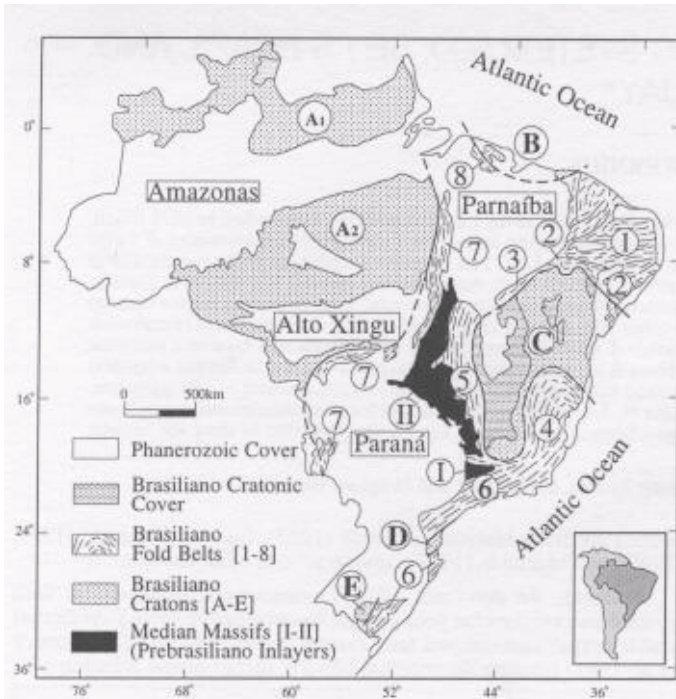 Atlantic Ocean
A1
B
0°
Amazonas
8
Parnaíba
A2
7
2
1
3
8°
2
C
Alto Xingu
0 500km
7
5
16°
II
4
7
Paraná
I
6
Phanerozoic Cover
Brasiliano Cratonic
Cover
Brasiliano
Fold Belts [1-8]
Brasiliano
Cratons [A-E]
Median Massifs [I-II]
(Prebrasiliano Inlayers)
Atlantic Ocean
24°
D
E
6
36°
76° 68° 60° 52° 44° 36°